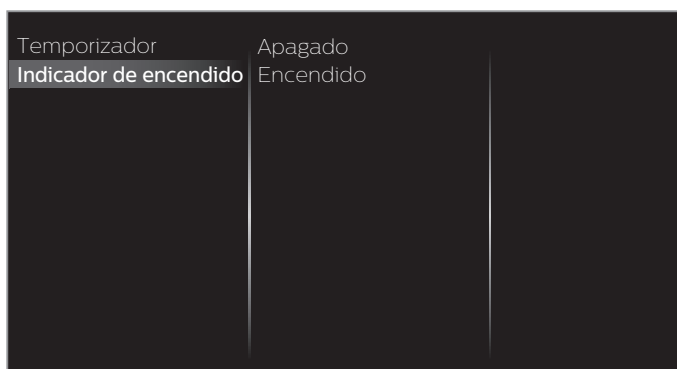 Temporizador
Indicador de encendido
Apagado
Encendido